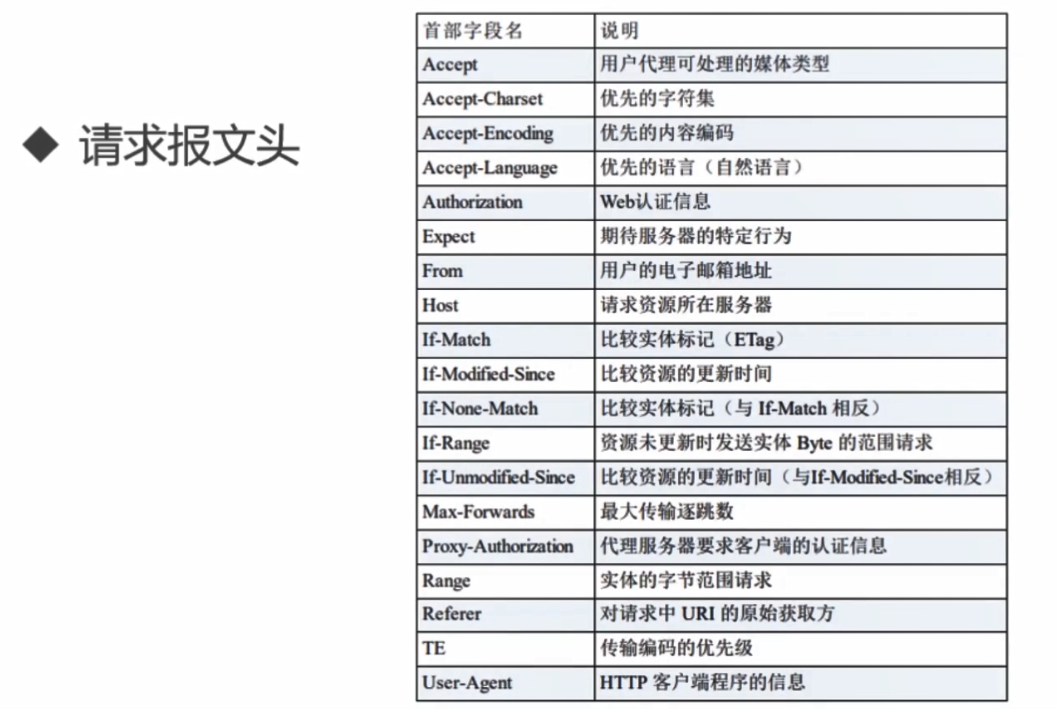 ◆ 请求报文头
首部字段名 说明
Accept 用户代理可处理的媒体类型
Accept-Charset 优先的字符集
Accept-Encoding 优先的内容编码
Accept-Language 优先的语言（自然语言）
Authorization Web认证信息
Expect 期待服务器的特定行为
From 用户的电子邮箱地址
Host 请求资源所在服务器
If-Match 比较实体标记（ETag）
If-Modified-Since 比较资源的更新时间
If-None-Match 比较实体标记（与 If-Match 相反）
If-Range 资源未更新时发送实体 Byte 的范围请求
If-Unmodified-Since 比较资源的更新时间（与If-Modified-Since相反）
Max-Forwards 最大传输逐跳数
Proxy-Authorization 代理服务器要求客户端的认证信息
Range 实体的字节范围请求
Referer 对请求中 URI 的原始获取方
TE 传输编码的优先级
User-Agent HTTP 客户端程序的信息